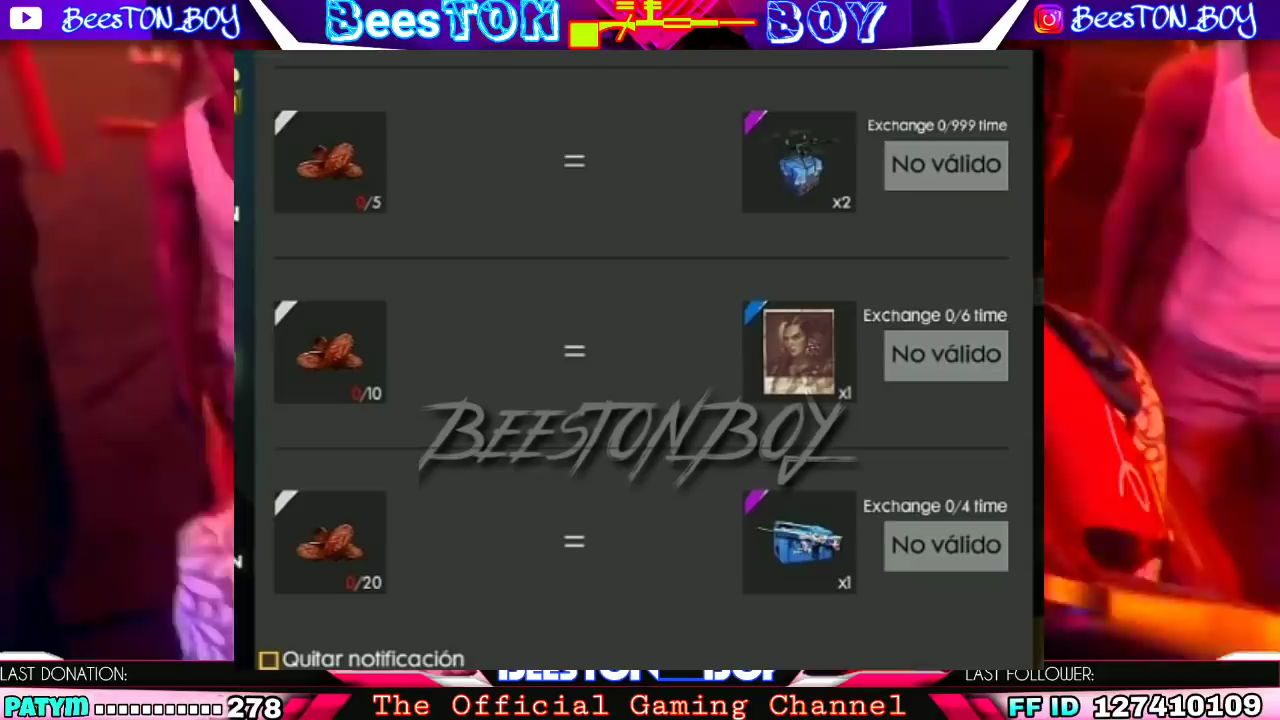 BeesTON_BOY
BeesTON BOY
BeesTON_BOY
Exchange 0/999 time
No válido
0/5
x2
Exchange 0/6 time
No válido
0/10
x1
BEESTON_BOY
Exchange 0/4 time
No válido
0/20
x1
Quitar notificación
LAST DONATION:
LAST FOLLOWER:
PATYM ............ 278
The Official Gaming Channel
FF ID 127410109